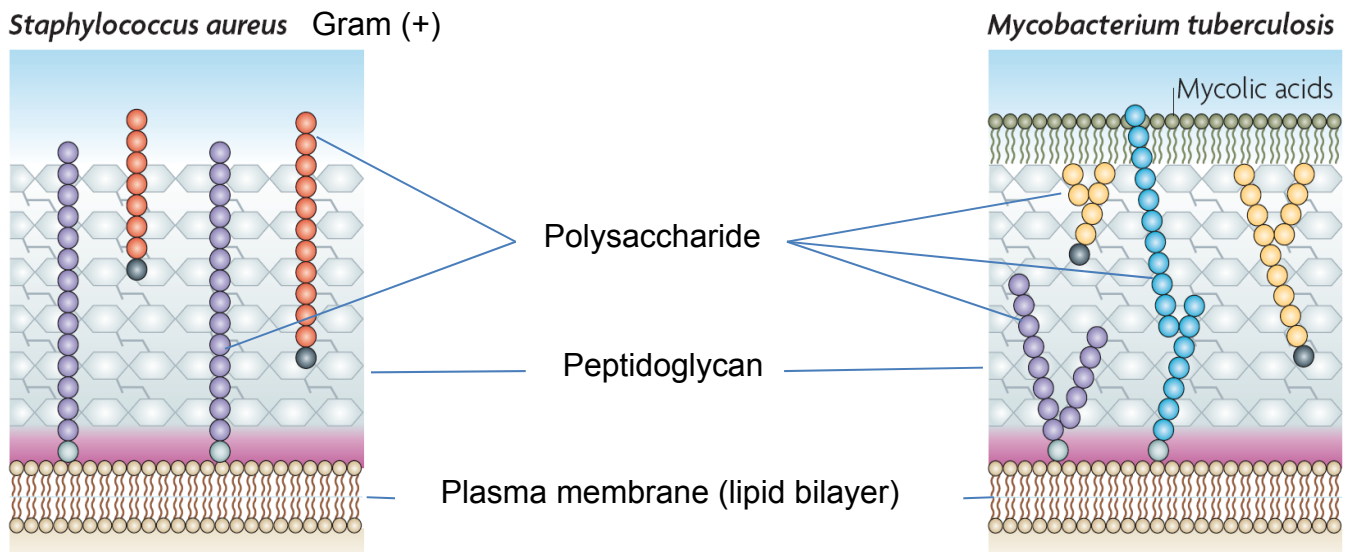 Staphylococcus aureus Gram (+)
Mycobacterium tuberculosis
Mycolic acids
Polysaccharide
Peptidoglycan
Plasma membrane (lipid bilayer)